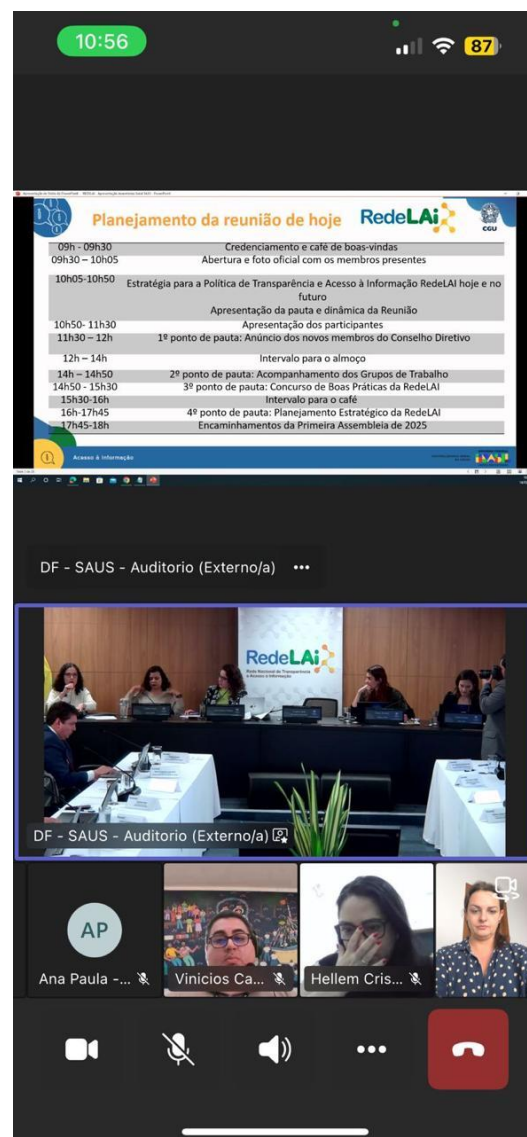 10:56
87
Planejamento da reunião de hoje
RedeLAi
CGU
09h - 09h30 Credenciamento e café de boas-vindas
09h30 – 10h05 Abertura e foto oficial com os membros presentes
10h05-10h50 Estratégia para a Política de Transparência e Acesso à Informação RedeLAI hoje e no
futuro
Apresentação da pauta e dinâmica da Reunião
10h50- 11h30 Apresentação dos participantes
11h30 – 12h 1º ponto de pauta: Anúncio dos novos membros do Conselho Diretivo
12h – 14h Intervalo para o almoço
14h – 14h50 2º ponto de pauta: Acompanhamento dos Grupos de Trabalho
14h50 - 15h30 3º ponto de pauta: Concurso de Boas Práticas da RedeLAI
15h30-16h Intervalo para o café
16h-17h45 4º ponto de pauta: Planejamento Estratégico da RedeLAI
17h45-18h Encaminhamentos da Primeira Assembleia de 2025
Acesso à Informação
DF - SAUS - Auditorio (Externo/a) •••
RedeLAi
Rede Nacional de Transparência
e Acesso à Informação
DF - SAUS - Auditorio (Externo/a)
AP
Ana Paula -...
Vinicios Ca...
Hellem Cris...